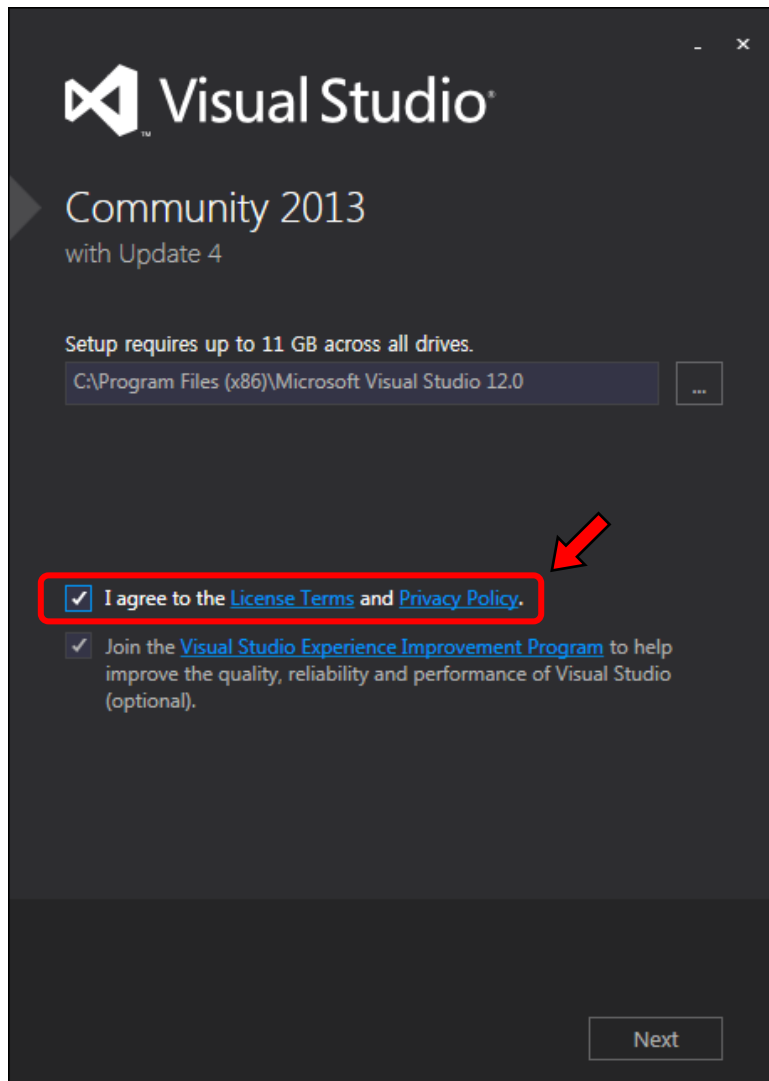 Visual Studio®
™
Community 2013
with Update 4
Setup requires up to 11 GB across all drives.
C:\Program Files (x86)\Microsoft Visual Studio 12.0
...
I agree to the License Terms and Privacy Policy.
Join the Visual Studio Experience Improvement Program to help
improve the quality, reliability and performance of Visual Studio
(optional).
Next